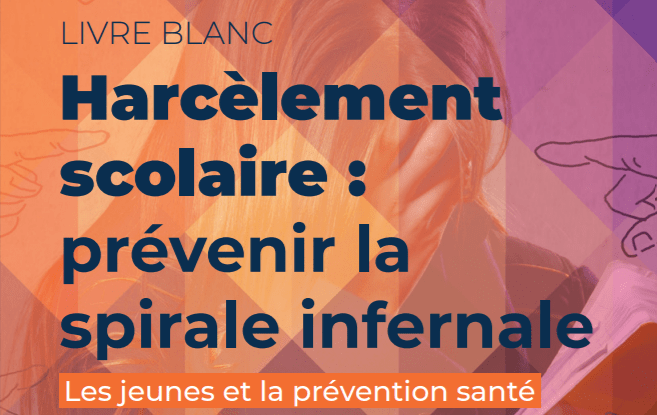 LIVRE BLANC
Harcèlement
scolaire :
prévenir la
spirale infernale
Les jeunes et la prévention santé